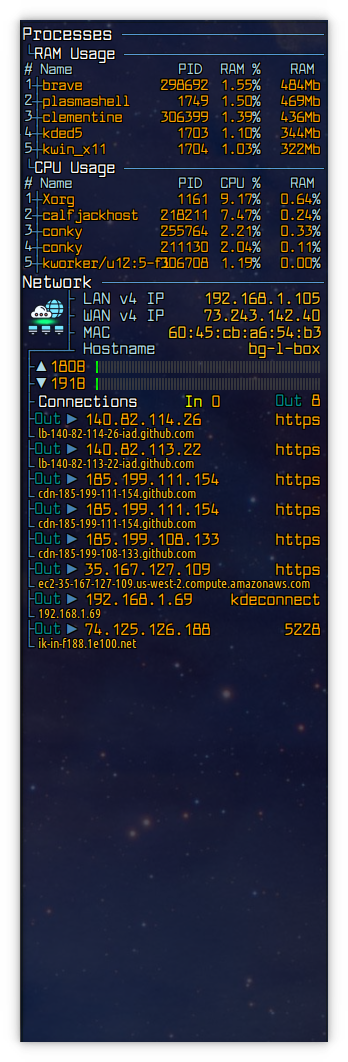 Processes
RAM Usage
# Name PID RAM % RAM
1 brave 298692 1.55% 484Mb
2 plasmashell 1749 1.50% 469Mb
3 clementine 306399 1.39% 436Mb
4 kded5 1703 1.10% 344Mb
5 kwin_x11 1704 1.03% 322Mb
CPU Usage
# Name PID CPU % RAM
1 Xorg 1161 9.17% 0.64%
2 calfjackhost 218211 7.47% 0.24%
3 conky 255764 2.21% 0.33%
4 conky 211130 2.04% 0.11%
5 kworker/u12:5-f 306708 1.19% 0.00%
Network
LAN v4 IP 192.168.1.105
WAN v4 IP 73.243.142.40
MAC 60:45:cb:a6:54:b3
Hostname bg-l-box
▲ 180B
▼ 191B
Connections In 0 Out 8
Out ▶ 140.82.114.26 https
lb-140-82-114-26-iad.github.com
Out ▶ 140.82.113.22 https
lb-140-82-113-22-iad.github.com
Out ▶ 185.199.111.154 https
cdn-185-199-111-154.github.com
Out ▶ 185.199.111.154 https
cdn-185-199-111-154.github.com
Out ▶ 185.199.108.133 https
cdn-185-199-108-133.github.com
Out ▶ 35.167.127.109 https
ec2-35-167-127-109.us-west-2.compute.amazonaws.com
Out ▶ 192.168.1.69 kdeconnect
192.168.1.69
Out ▶ 74.125.126.188 5228
ik-in-f188.1e100.net